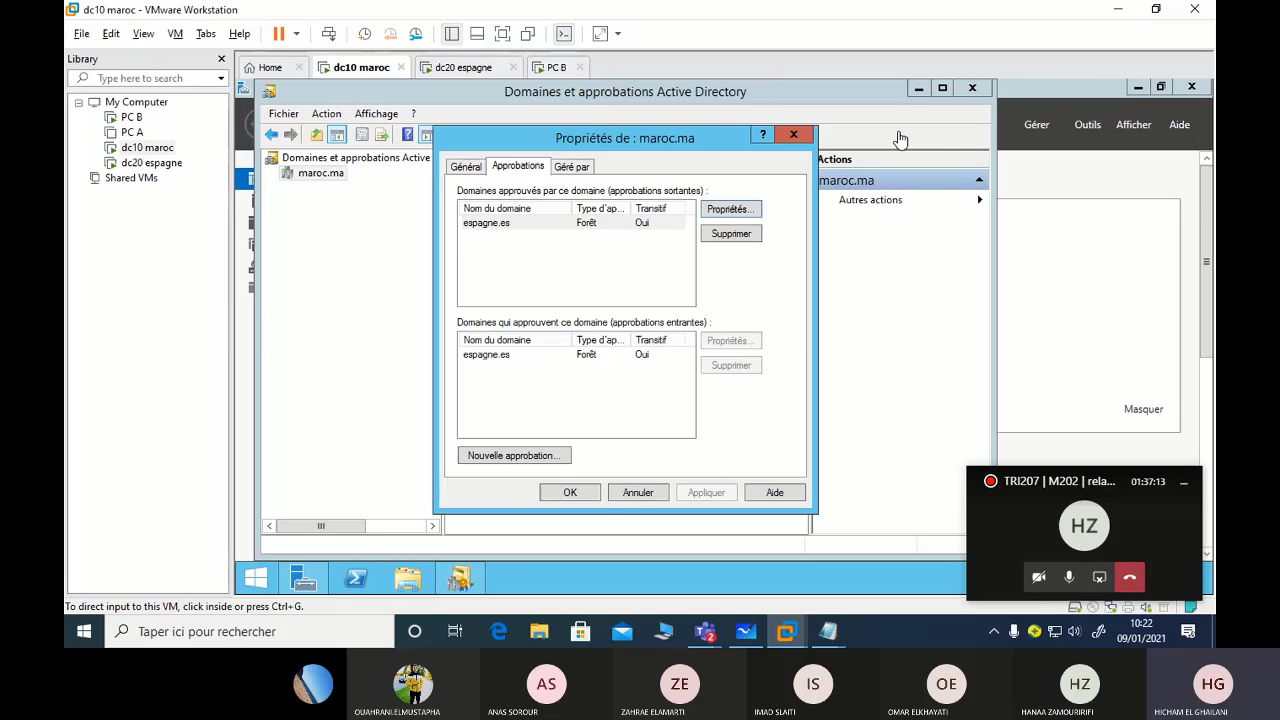 dc10 maroc - VMware Workstation
File Edit View VM Tabs Help
Library
Type here to search
My Computer
PC B
PC A
dc10 maroc
dc20 espagne
Shared VMs
Home
dc10 maroc
dc20 espagne
PC B
Domaines et approbations Active Directory
Fichier Action Affichage ?
Gérer Outils Afficher Aide
Domaines et approbations Active
maroc.ma
Propriétés de : maroc.ma
?
Général Approbations Géré par
Domaines approuvés par ce domaine (approbations sortantes) :
Nom du domaine Type d'ap... Transitif
espagne.es Forêt Oui
Propriétés...
Supprimer
Domaines qui approuvent ce domaine (approbations entrantes) :
Nom du domaine Type d'ap... Transitif
espagne.es Forêt Oui
Propriétés...
Supprimer
Nouvelle approbation...
OK Annuler Appliquer Aide
Actions
maroc.ma
Autres actions
Masquer
TRI207 | M202 | rela... 01:37:13
HZ
To direct input to this VM, click inside or press Ctrl+G.
Taper ici pour rechercher
10:22
09/01/2021
OUAHRANI.ELMUSTAPHA
AS
ANAS SOROUR
ZE
ZAHRAE ELAMARTI
IS
IMAD SLAITI
OE
OMAR ELKHAYATI
HZ
HANAA ZAMOURIRFI
HG
HICHAM EL GHAILANI